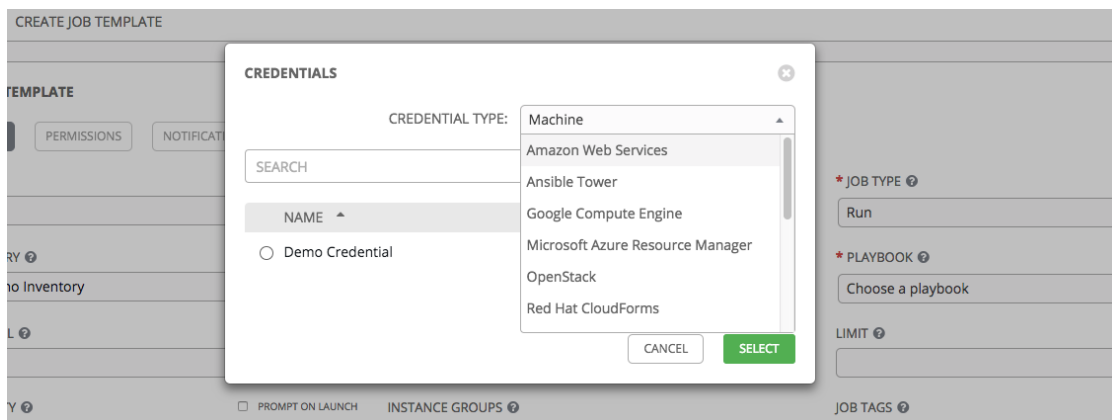 CREATE JOB TEMPLATE
TEMPLATE
PERMISSIONS
NOTIFICATI
CREDENTIALS
CREDENTIAL TYPE:
Machine
Amazon Web Services
Ansible Tower
Google Compute Engine
Microsoft Azure Resource Manager
OpenStack
Red Hat CloudForms
SEARCH
NAME
Demo Credential
CANCEL
SELECT
* JOB TYPE
Run
RY
no Inventory
* PLAYBOOK
Choose a playbook
L
LIMIT
TY
PROMPT ON LAUNCH
INSTANCE GROUPS
JOB TAGS